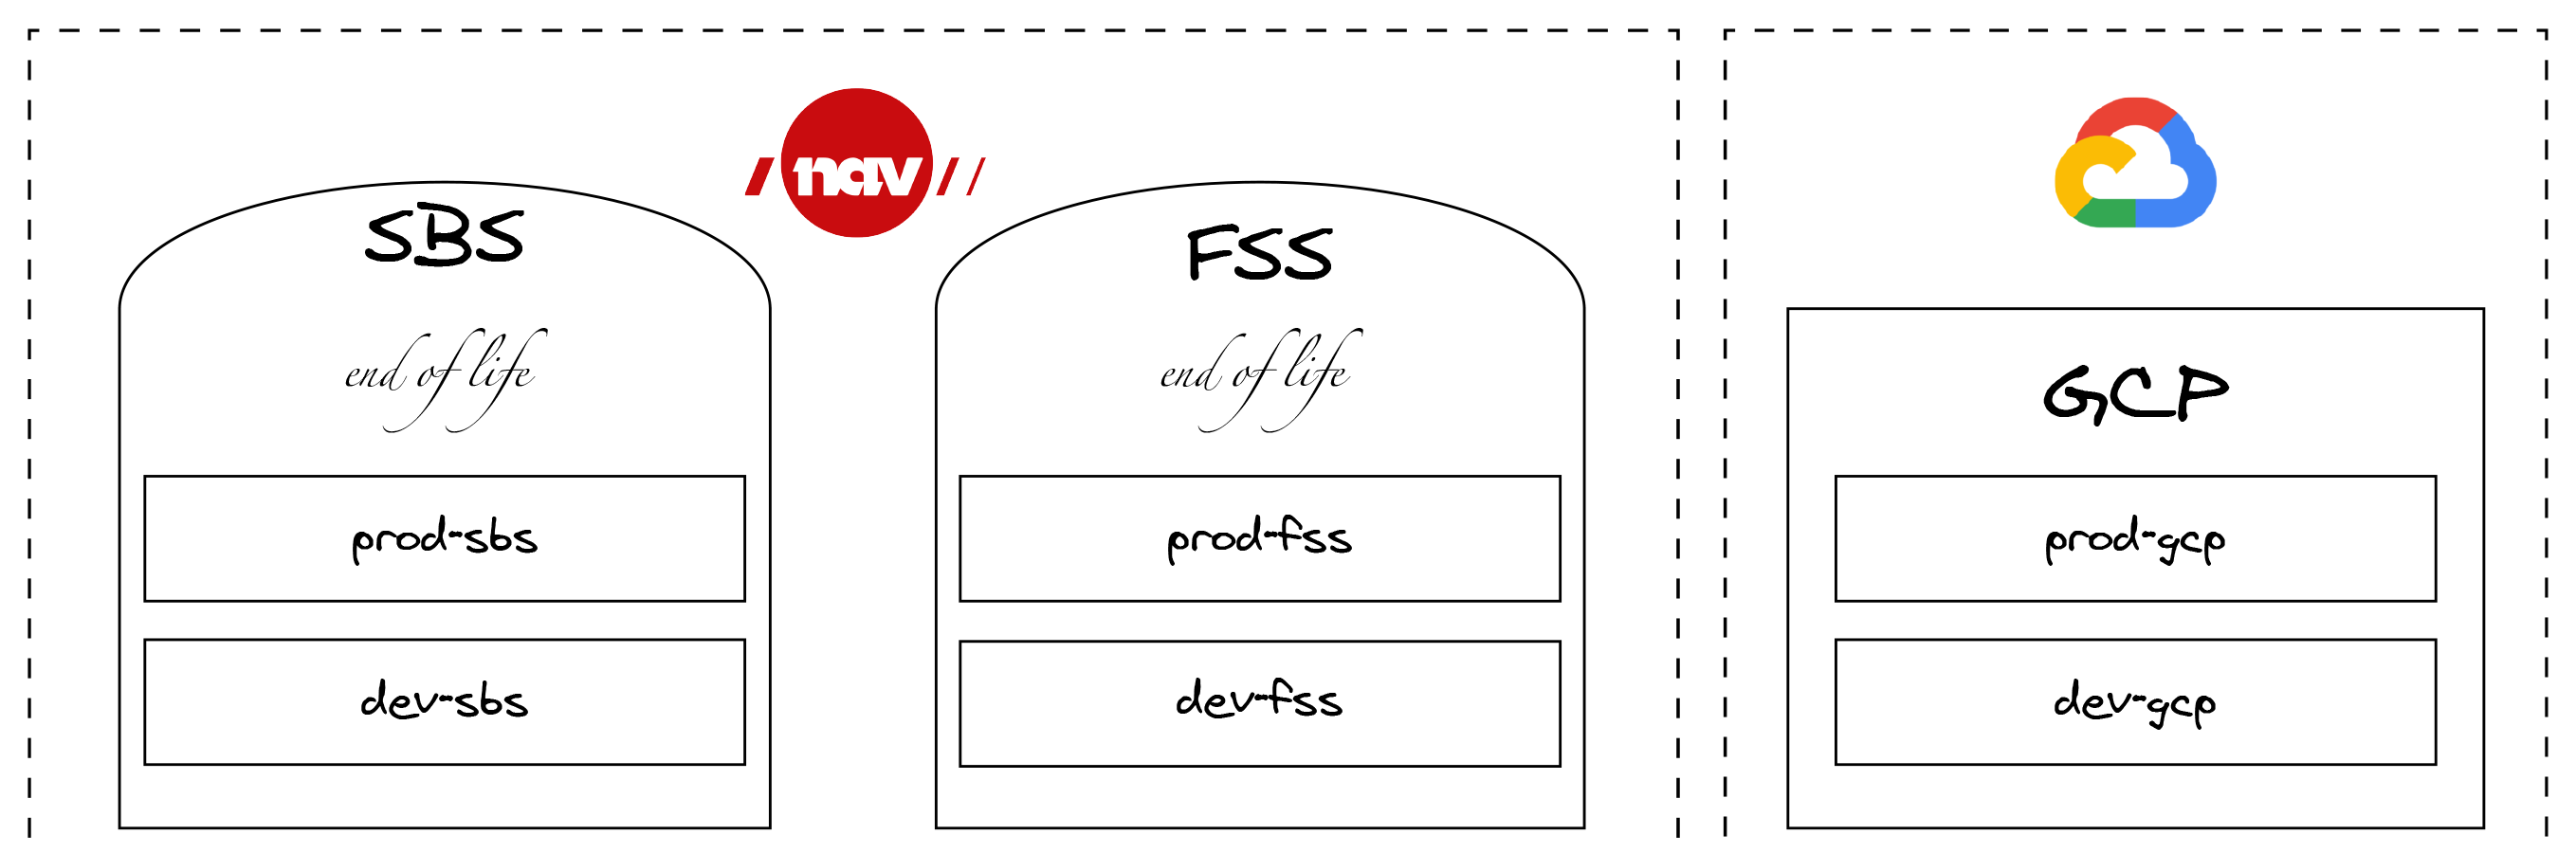 nav
SBS
end of life
prod-sbs
dev-sbs
FSS
end of life
prod-fss
dev-fss
GCP
prod-gcp
dev-gcp